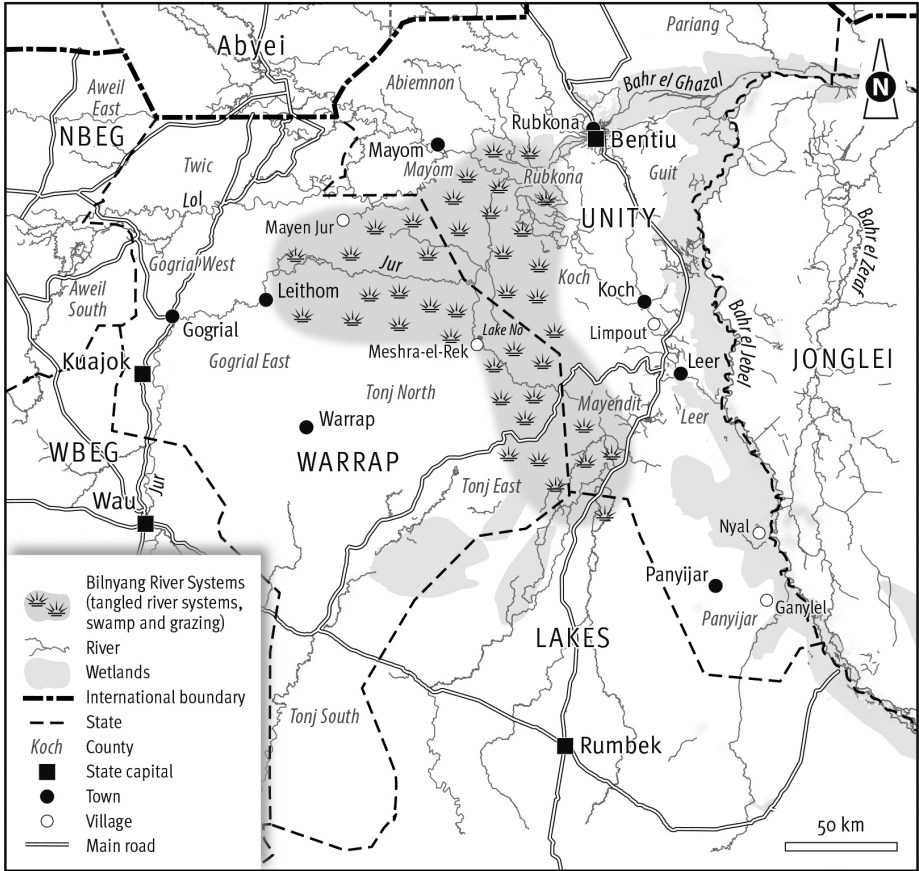 Pariang
Abyei
Bahr el Ghazal
Abiemnon
Aweil
East
N
Rubkona
NBEG
Bentiu
Mayom
Twic
Mayom
Rubkona
Guit
Lol
UNITY
Mayen Jur
Bahr el Zeraf
Gogrial West
Jur
Koch
Aweil
South
Leithom
Koch
Bahr el Jebel
Gogrial
Lake No
Limpout
Kuajok
Gogrial East
Meshra-el-Rek
JONGLEI
Leer
Tonj North
Mayendit
Leer
Warrap
WBEG
WARRAP
Jur
Tonj East
Wau
Nyal
Bilnyang River Systems
(tangled river systems,
swamp and grazing)
River
Wetlands
International boundary
State
Koch County
State capital
Town
Village
Main road
Panyijar
Panyijar
Ganylel
LAKES
Tonj South
Rumbek
50 km